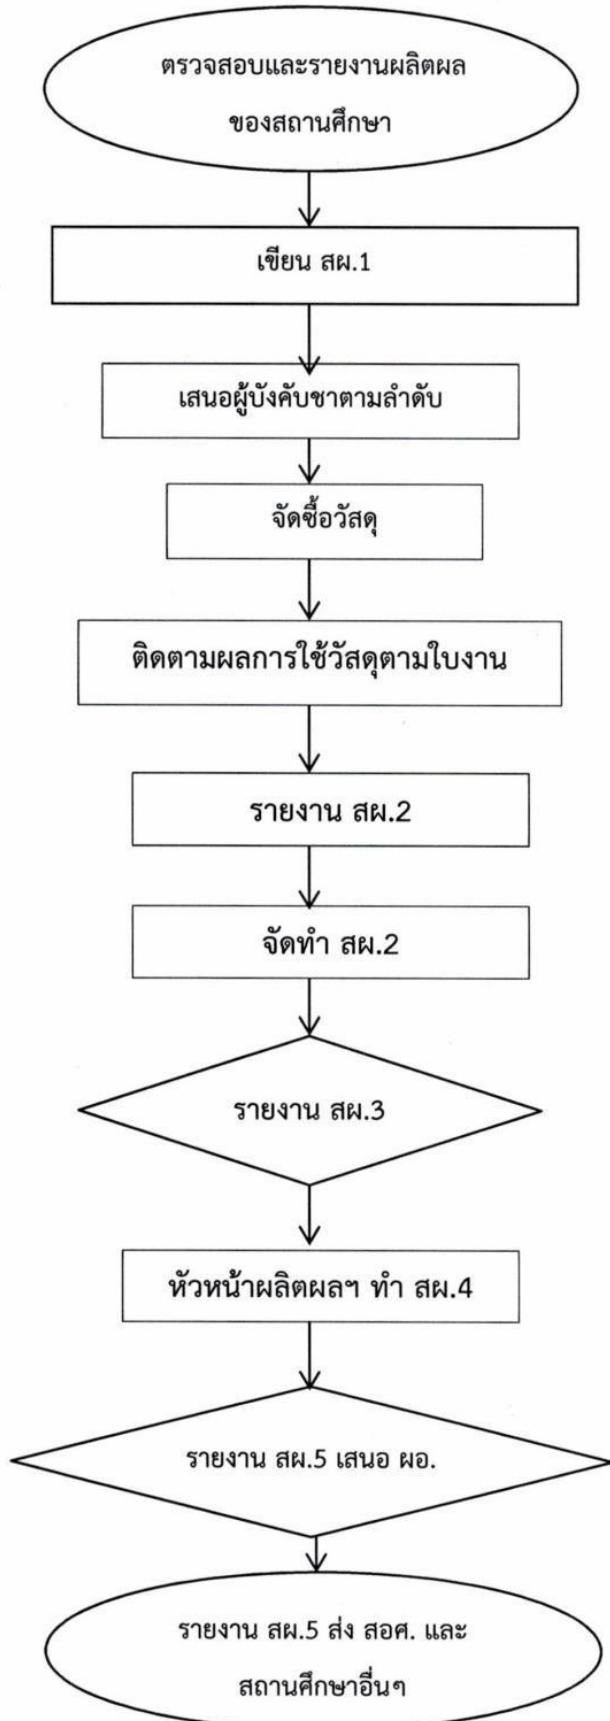 ตรวจสอบและรายงานผลิตผล
ของสถานศึกษา
เขียน สผ.1
เสนอผู้บังคับชาตามลำดับ
จัดซื้อวัสดุ
ติดตามผลการใช้วัสดุตามใบงาน
รายงาน สผ.2
จัดทำ สผ.2
รายงาน สผ.3
หัวหน้าผลิตผลฯ ทำ สผ.4
รายงาน สผ.5 เสนอ ผอ.
รายงาน สผ.5 ส่ง สอศ. และ
สถานศึกษาอื่นๆ